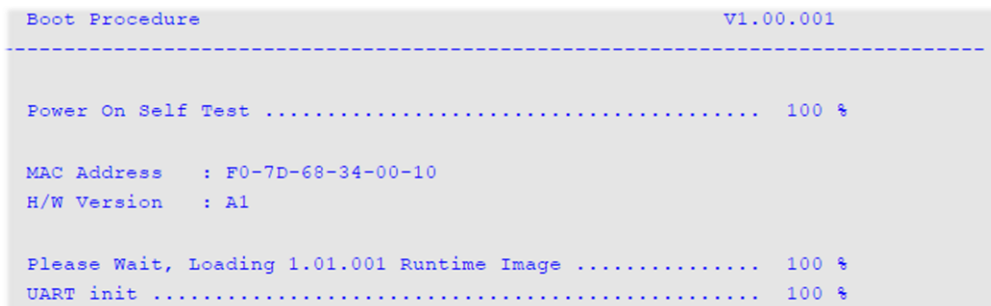 Boot Procedure V1.00.001
-------------------------------------------------------------------------------
Power On Self Test ........................................ 100 %
MAC Address : F0-7D-68-34-00-10
H/W Version : A1
Please Wait, Loading 1.01.001 Runtime Image ............... 100 %
UART init ................................................. 100 %